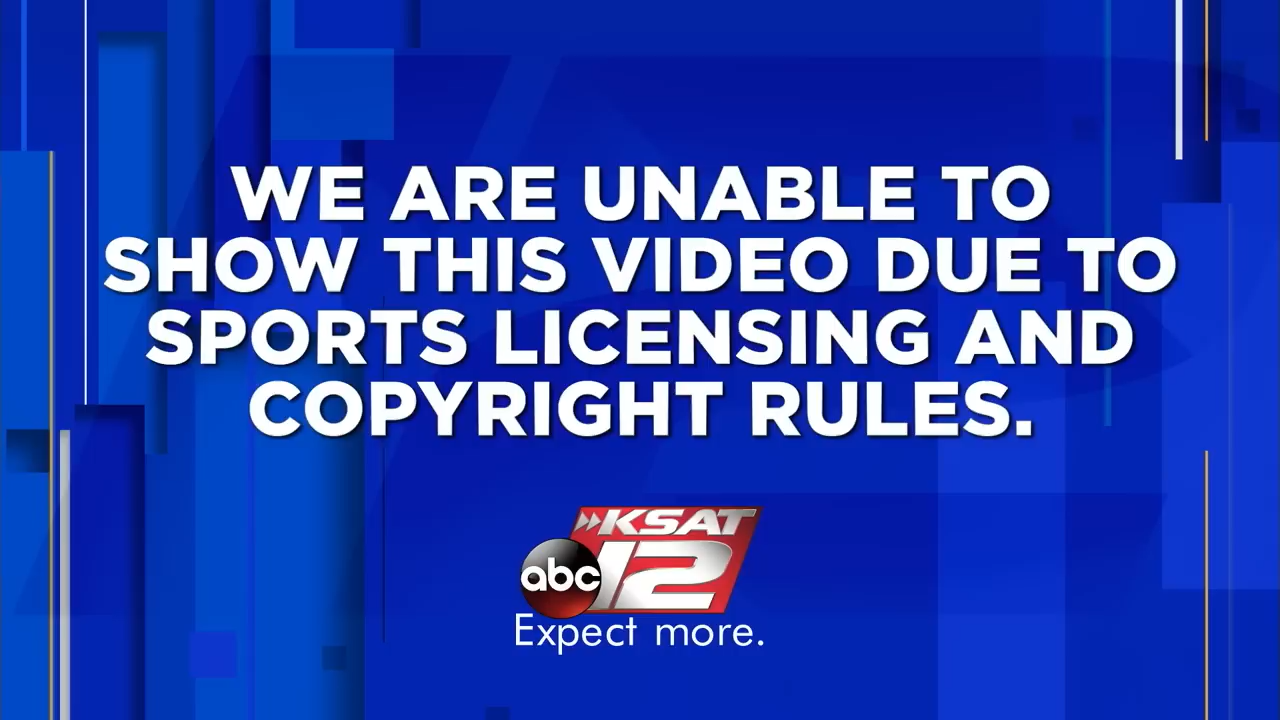 WE ARE UNABLE TO
SHOW THIS VIDEO DUE TO
SPORTS LICENSING AND
COPYRIGHT RULES.
KSAT
abc 12
Expect more.